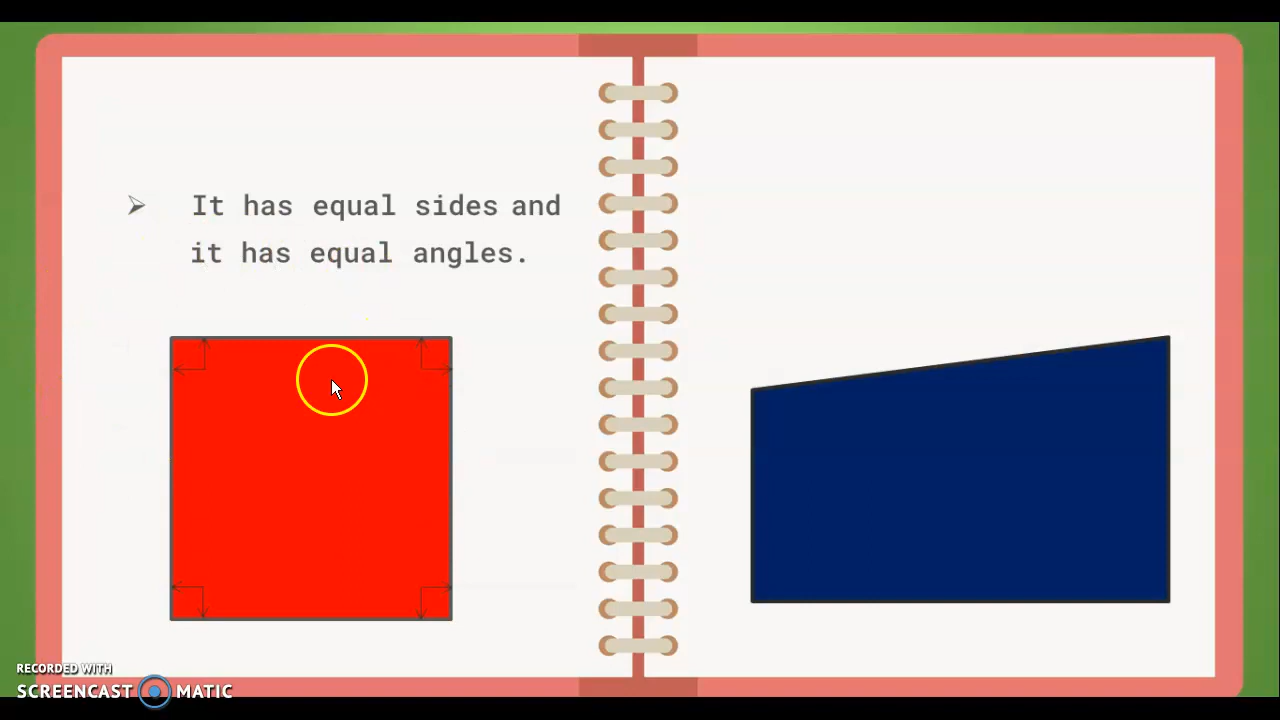 ➢ It has equal sides and
it has equal angles.
RECORDED WITH
SCREENCAST MATIC